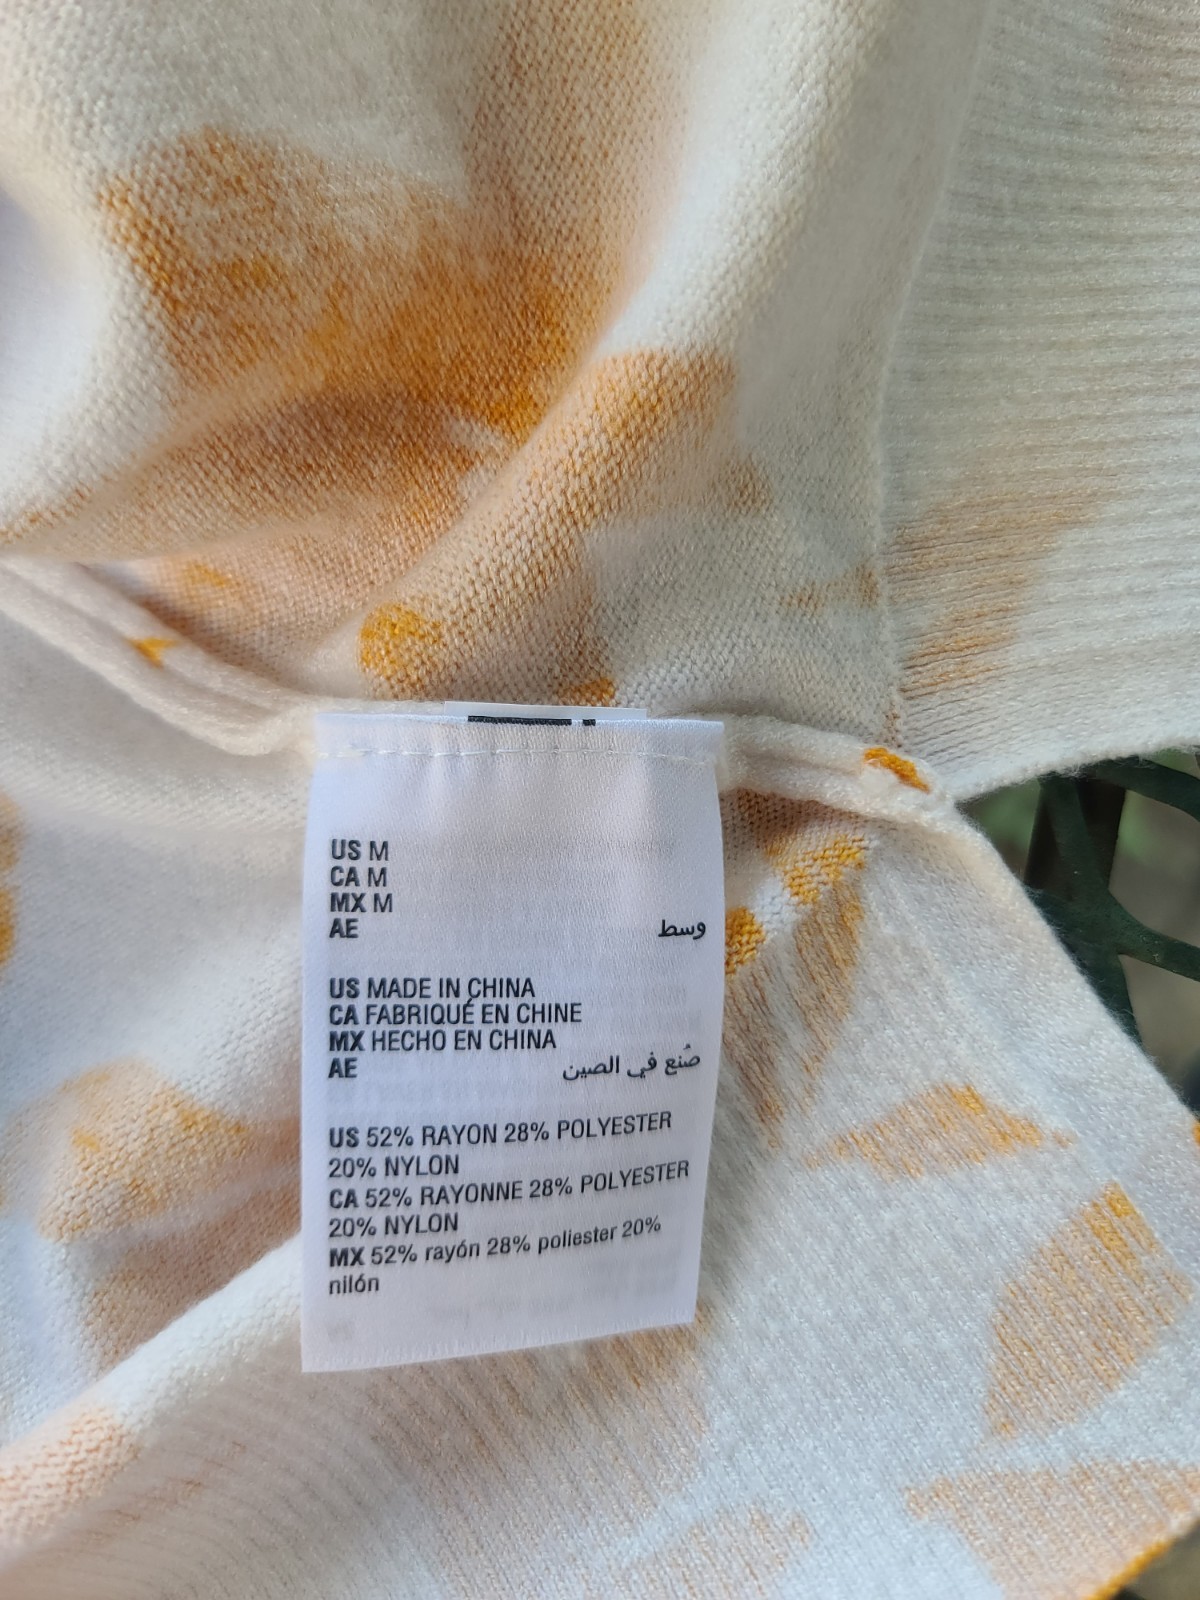 US M
CA M
MX M
AE وسط
US MADE IN CHINA
CA FABRIQUÉ EN CHINE
MX HECHO EN CHINA
AE صُنع في الصين
US 52% RAYON 28% POLYESTER
20% NYLON
CA 52% RAYONNE 28% POLYESTER
20% NYLON
MX 52% rayón 28% poliester 20%
nilón